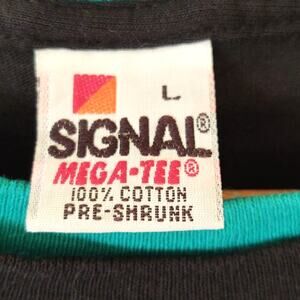 L
SIGNAL®
MEGA-TEE®
100% COTTON
PRE-SHRUNK